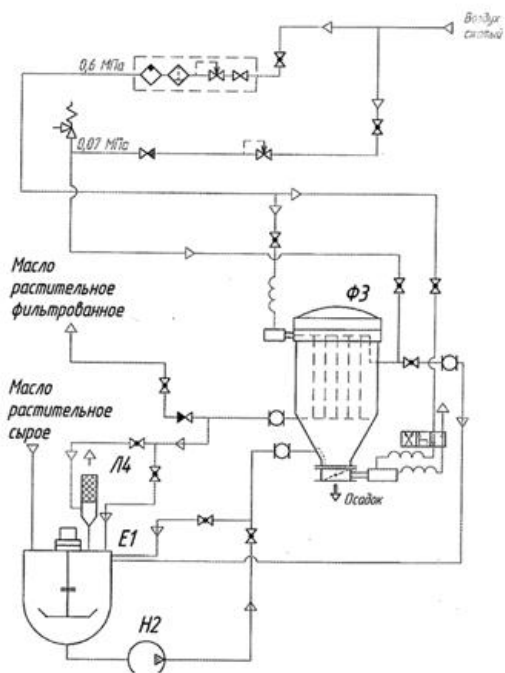 Воздух
сжатый
0,6 МПа
0,07 МПа
Масло
растительное
фильтрованное
Ф3
Масло
растительное
сырое
Л4
Осадок
Е1
Н2